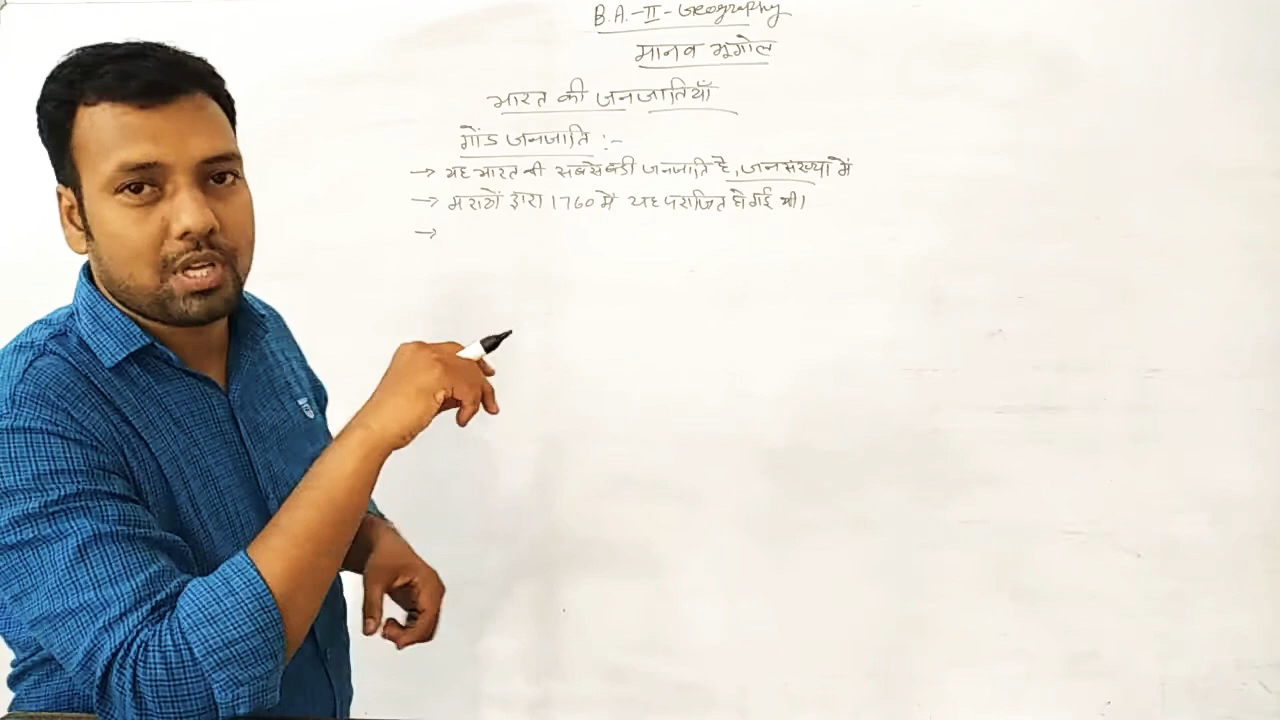 B.A.-II-Geography
मानव भूगोल
भारत की जनजातियाँ
गोंड जनजाति :-
→ यह भारत की सबसे बड़ी जनजाति है, जनसंख्या में
→ मराठों द्वारा 1760 में यह पराजित हो गई थी।
→